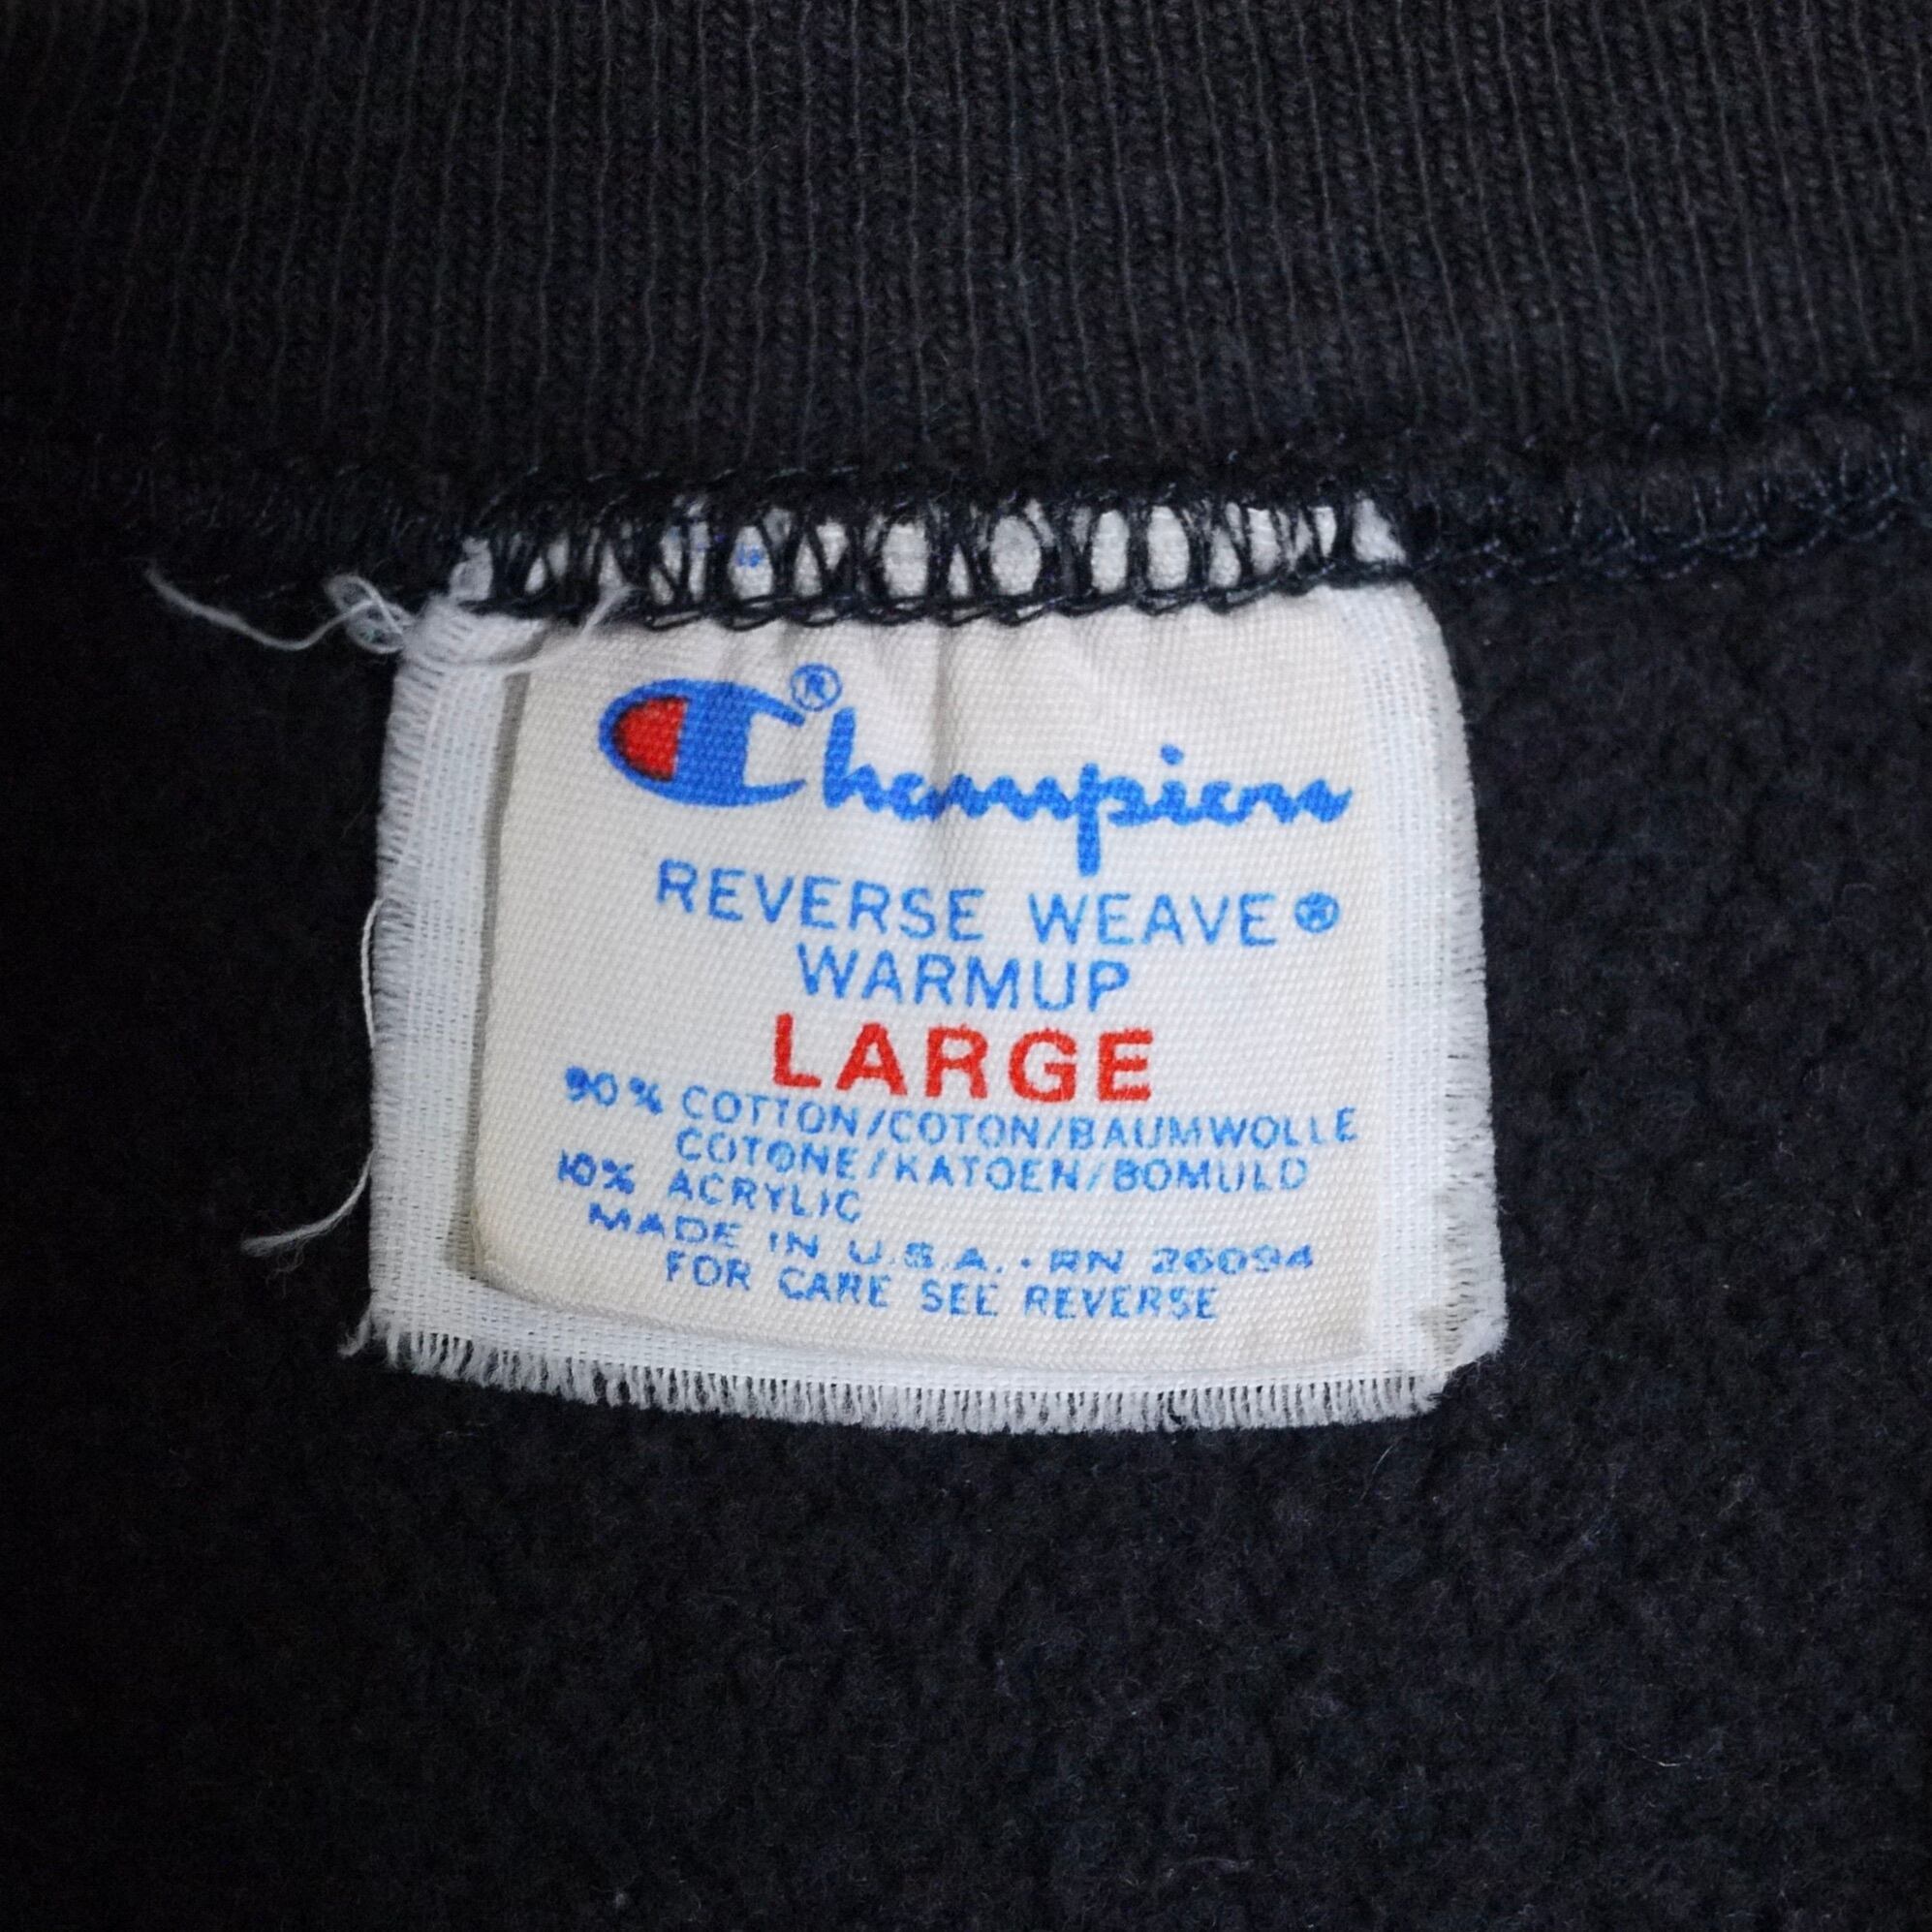 Champion®
REVERSE WEAVE®
WARMUP
LARGE
90% COTTON/COTON/BAUMWOLLE
COTONE/KATOEN/BOMULD
10% ACRYLIC
MADE IN U.S.A. · RN 26094
FOR CARE SEE REVERSE